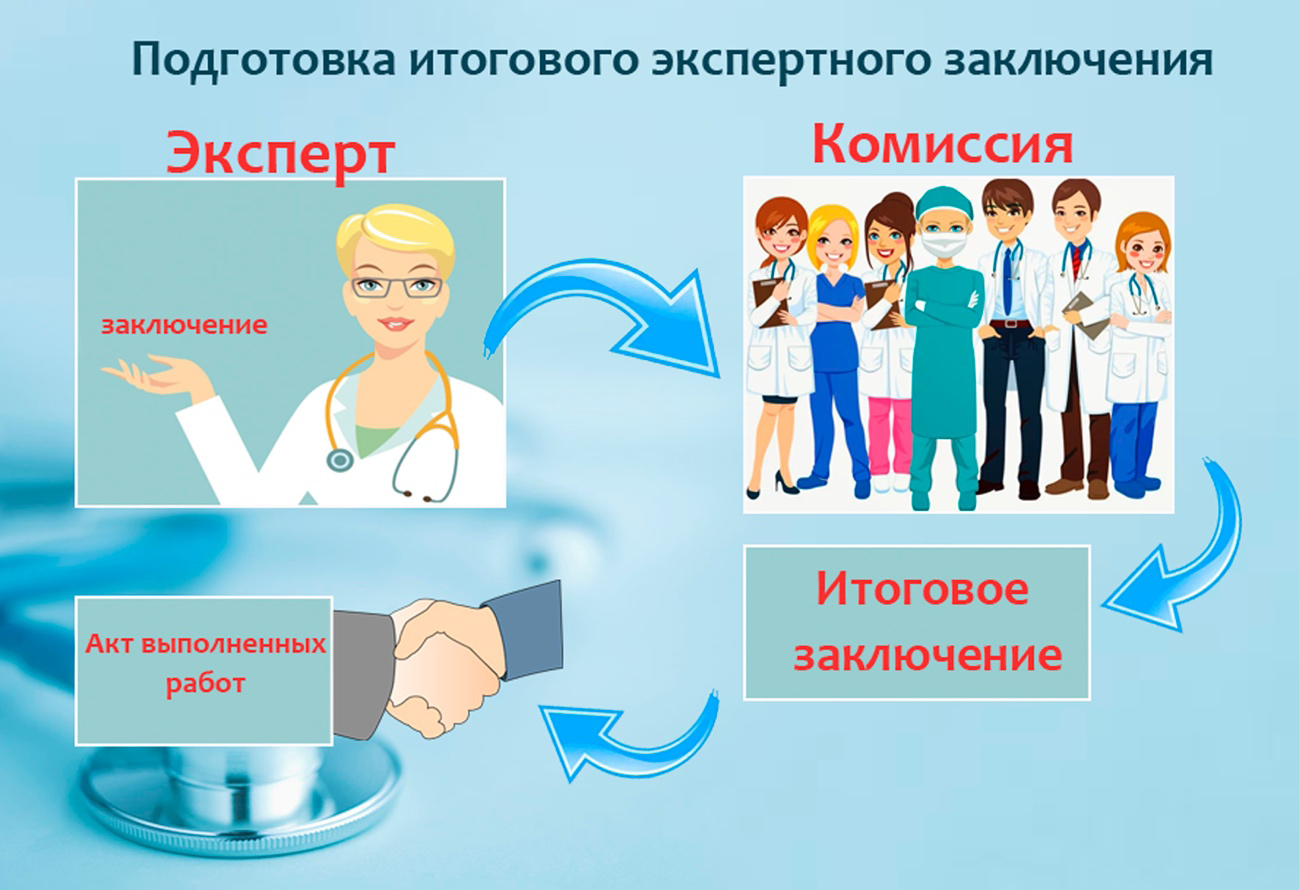 Подготовка итогового экспертного заключения
Эксперт
Комиссия
заключение
Итоговое
заключение
Акт выполненных
работ